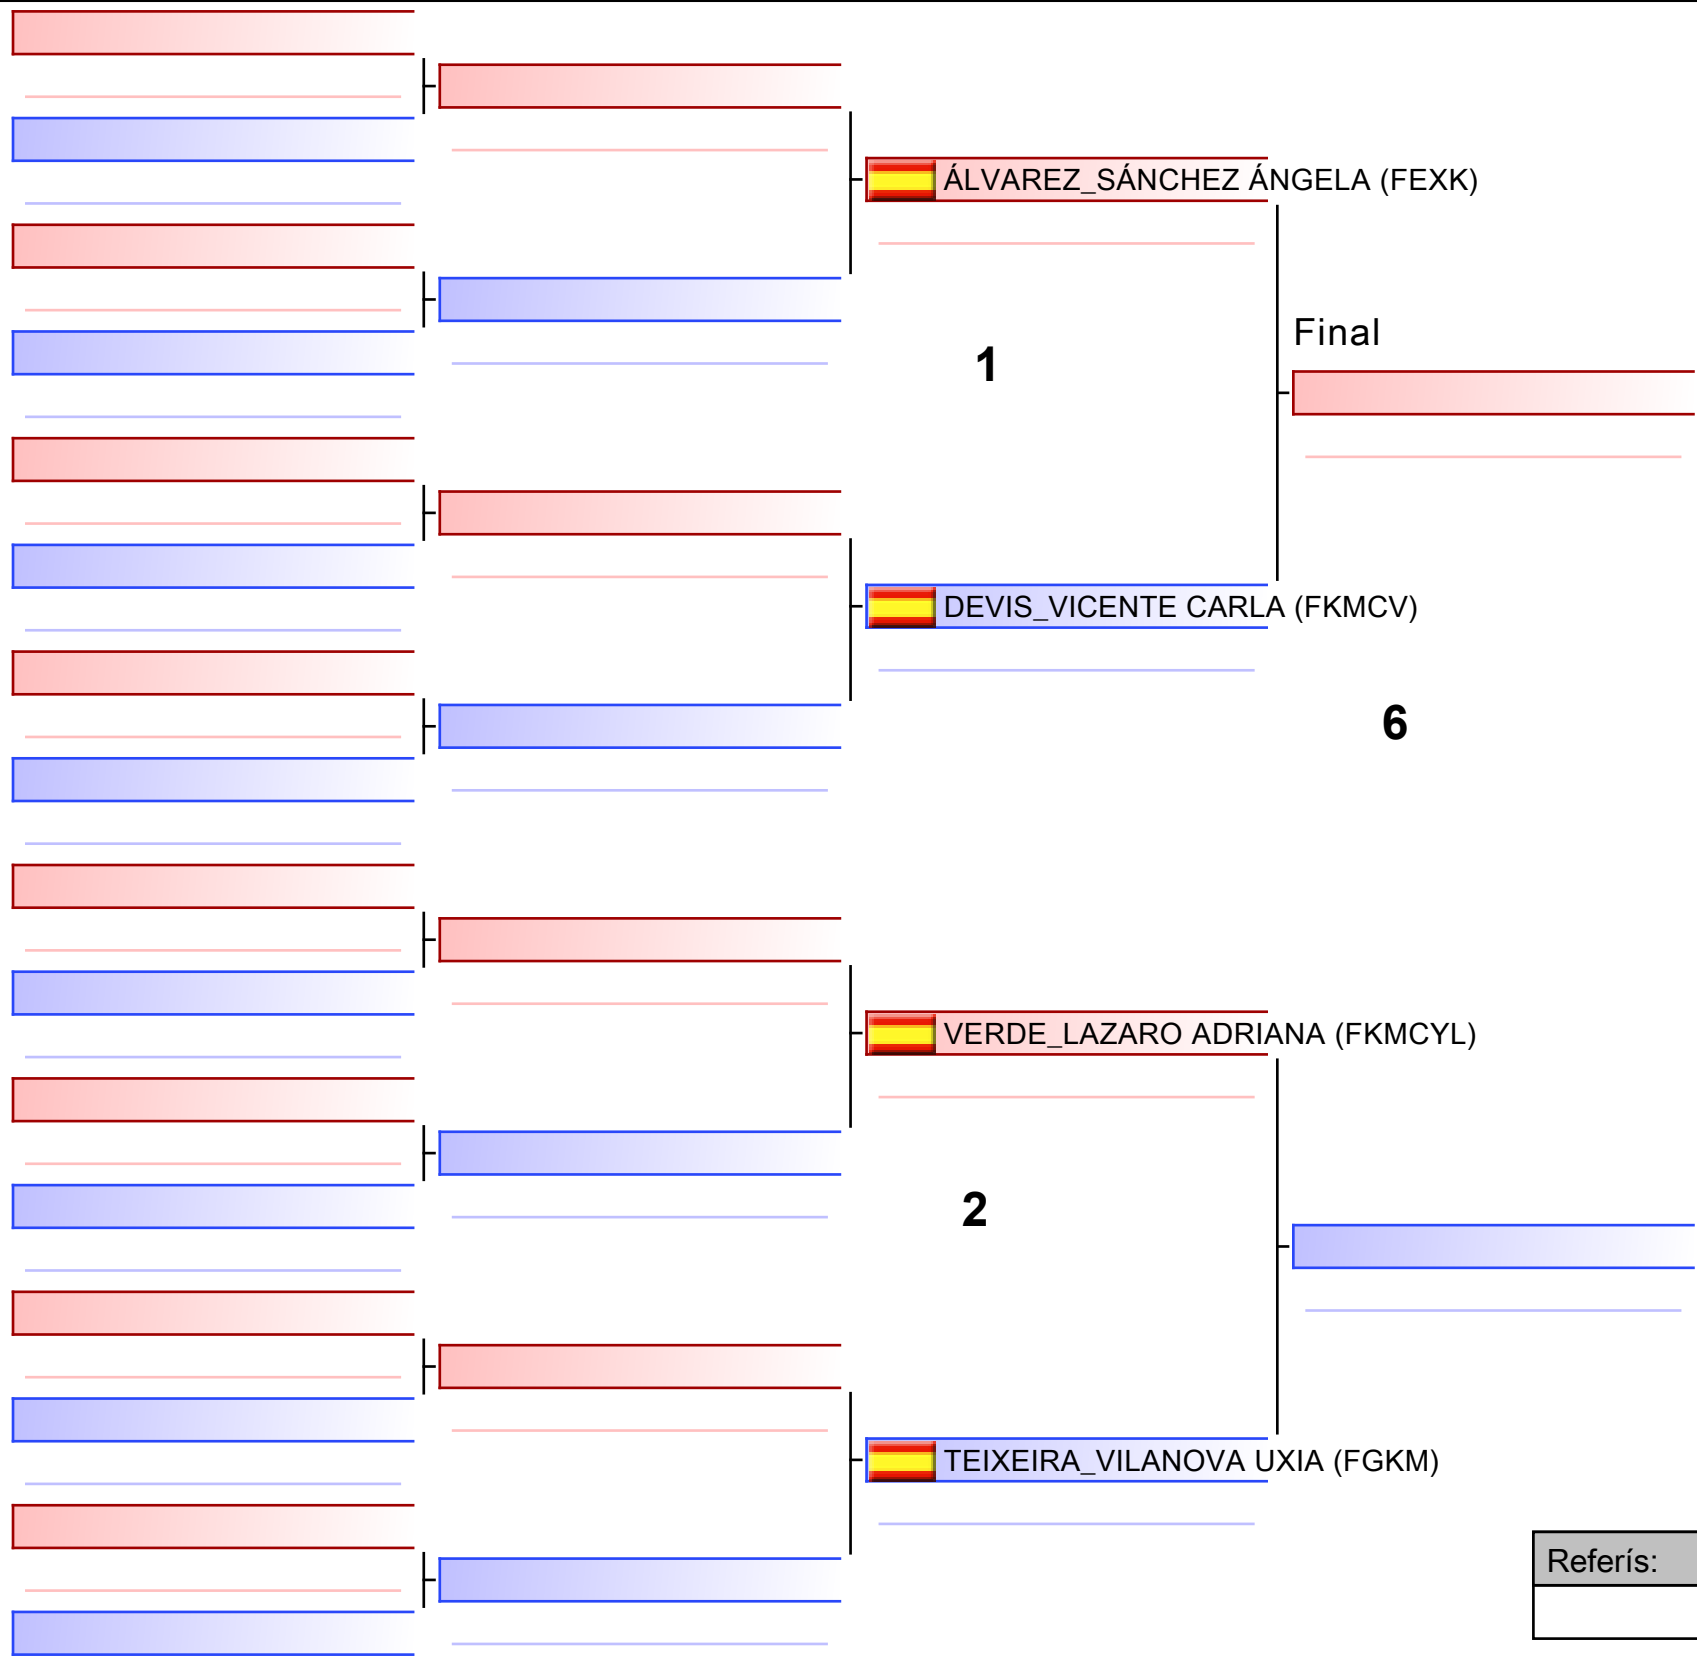 ÁLVAREZ_SÁNCHEZ ÁNGELA (FEXK)
Final
1
DEVIS_VICENTE CARLA (FKMCV)
6
VERDE_LAZARO ADRIANA (FKMCYL)
2
TEIXEIRA_VILANOVA UXIA (FGKM)
Referís: